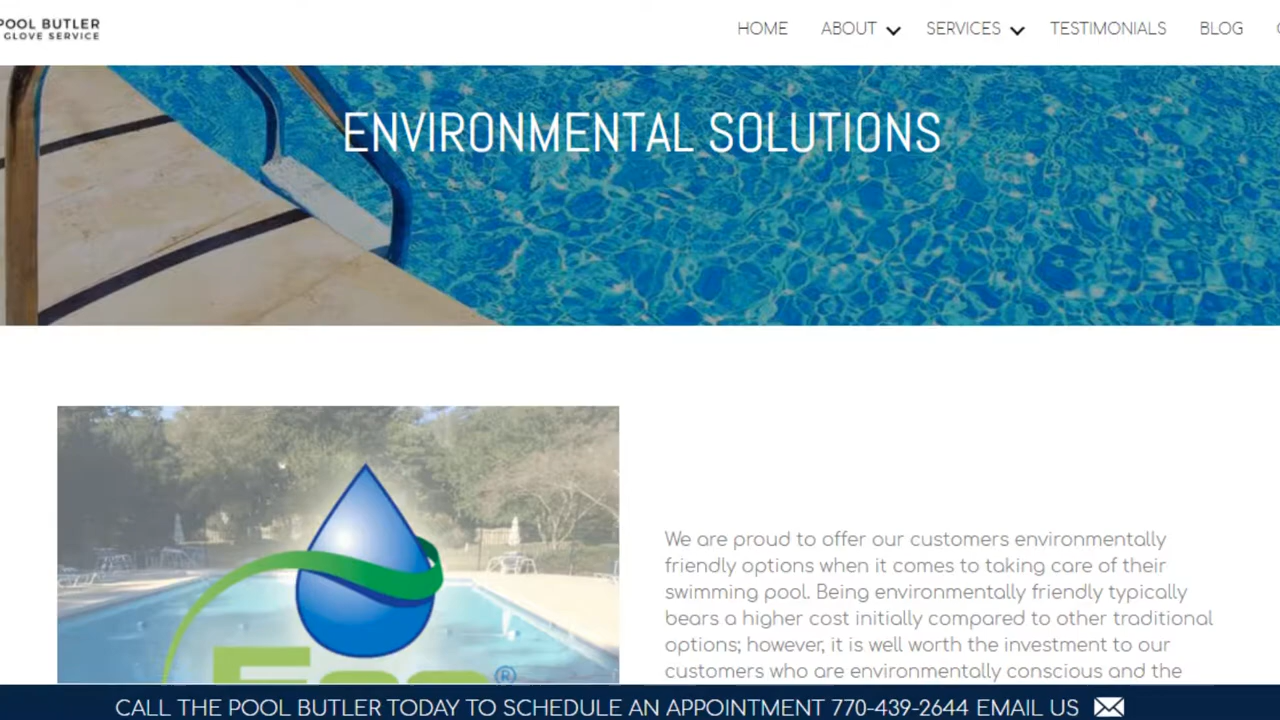 POOL BUTLER
GLOVE SERVICE
HOME ABOUT SERVICES TESTIMONIALS BLOG
ENVIRONMENTAL SOLUTIONS
We are proud to offer our customers environmentally
friendly options when it comes to taking care of their
swimming pool. Being environmentally friendly typically
bears a higher cost initially compared to other traditional
options; however, it is well worth the investment to our
customers who are environmentally conscious and the
®
CALL THE POOL BUTLER TODAY TO SCHEDULE AN APPOINTMENT 770-439-2644 EMAIL US